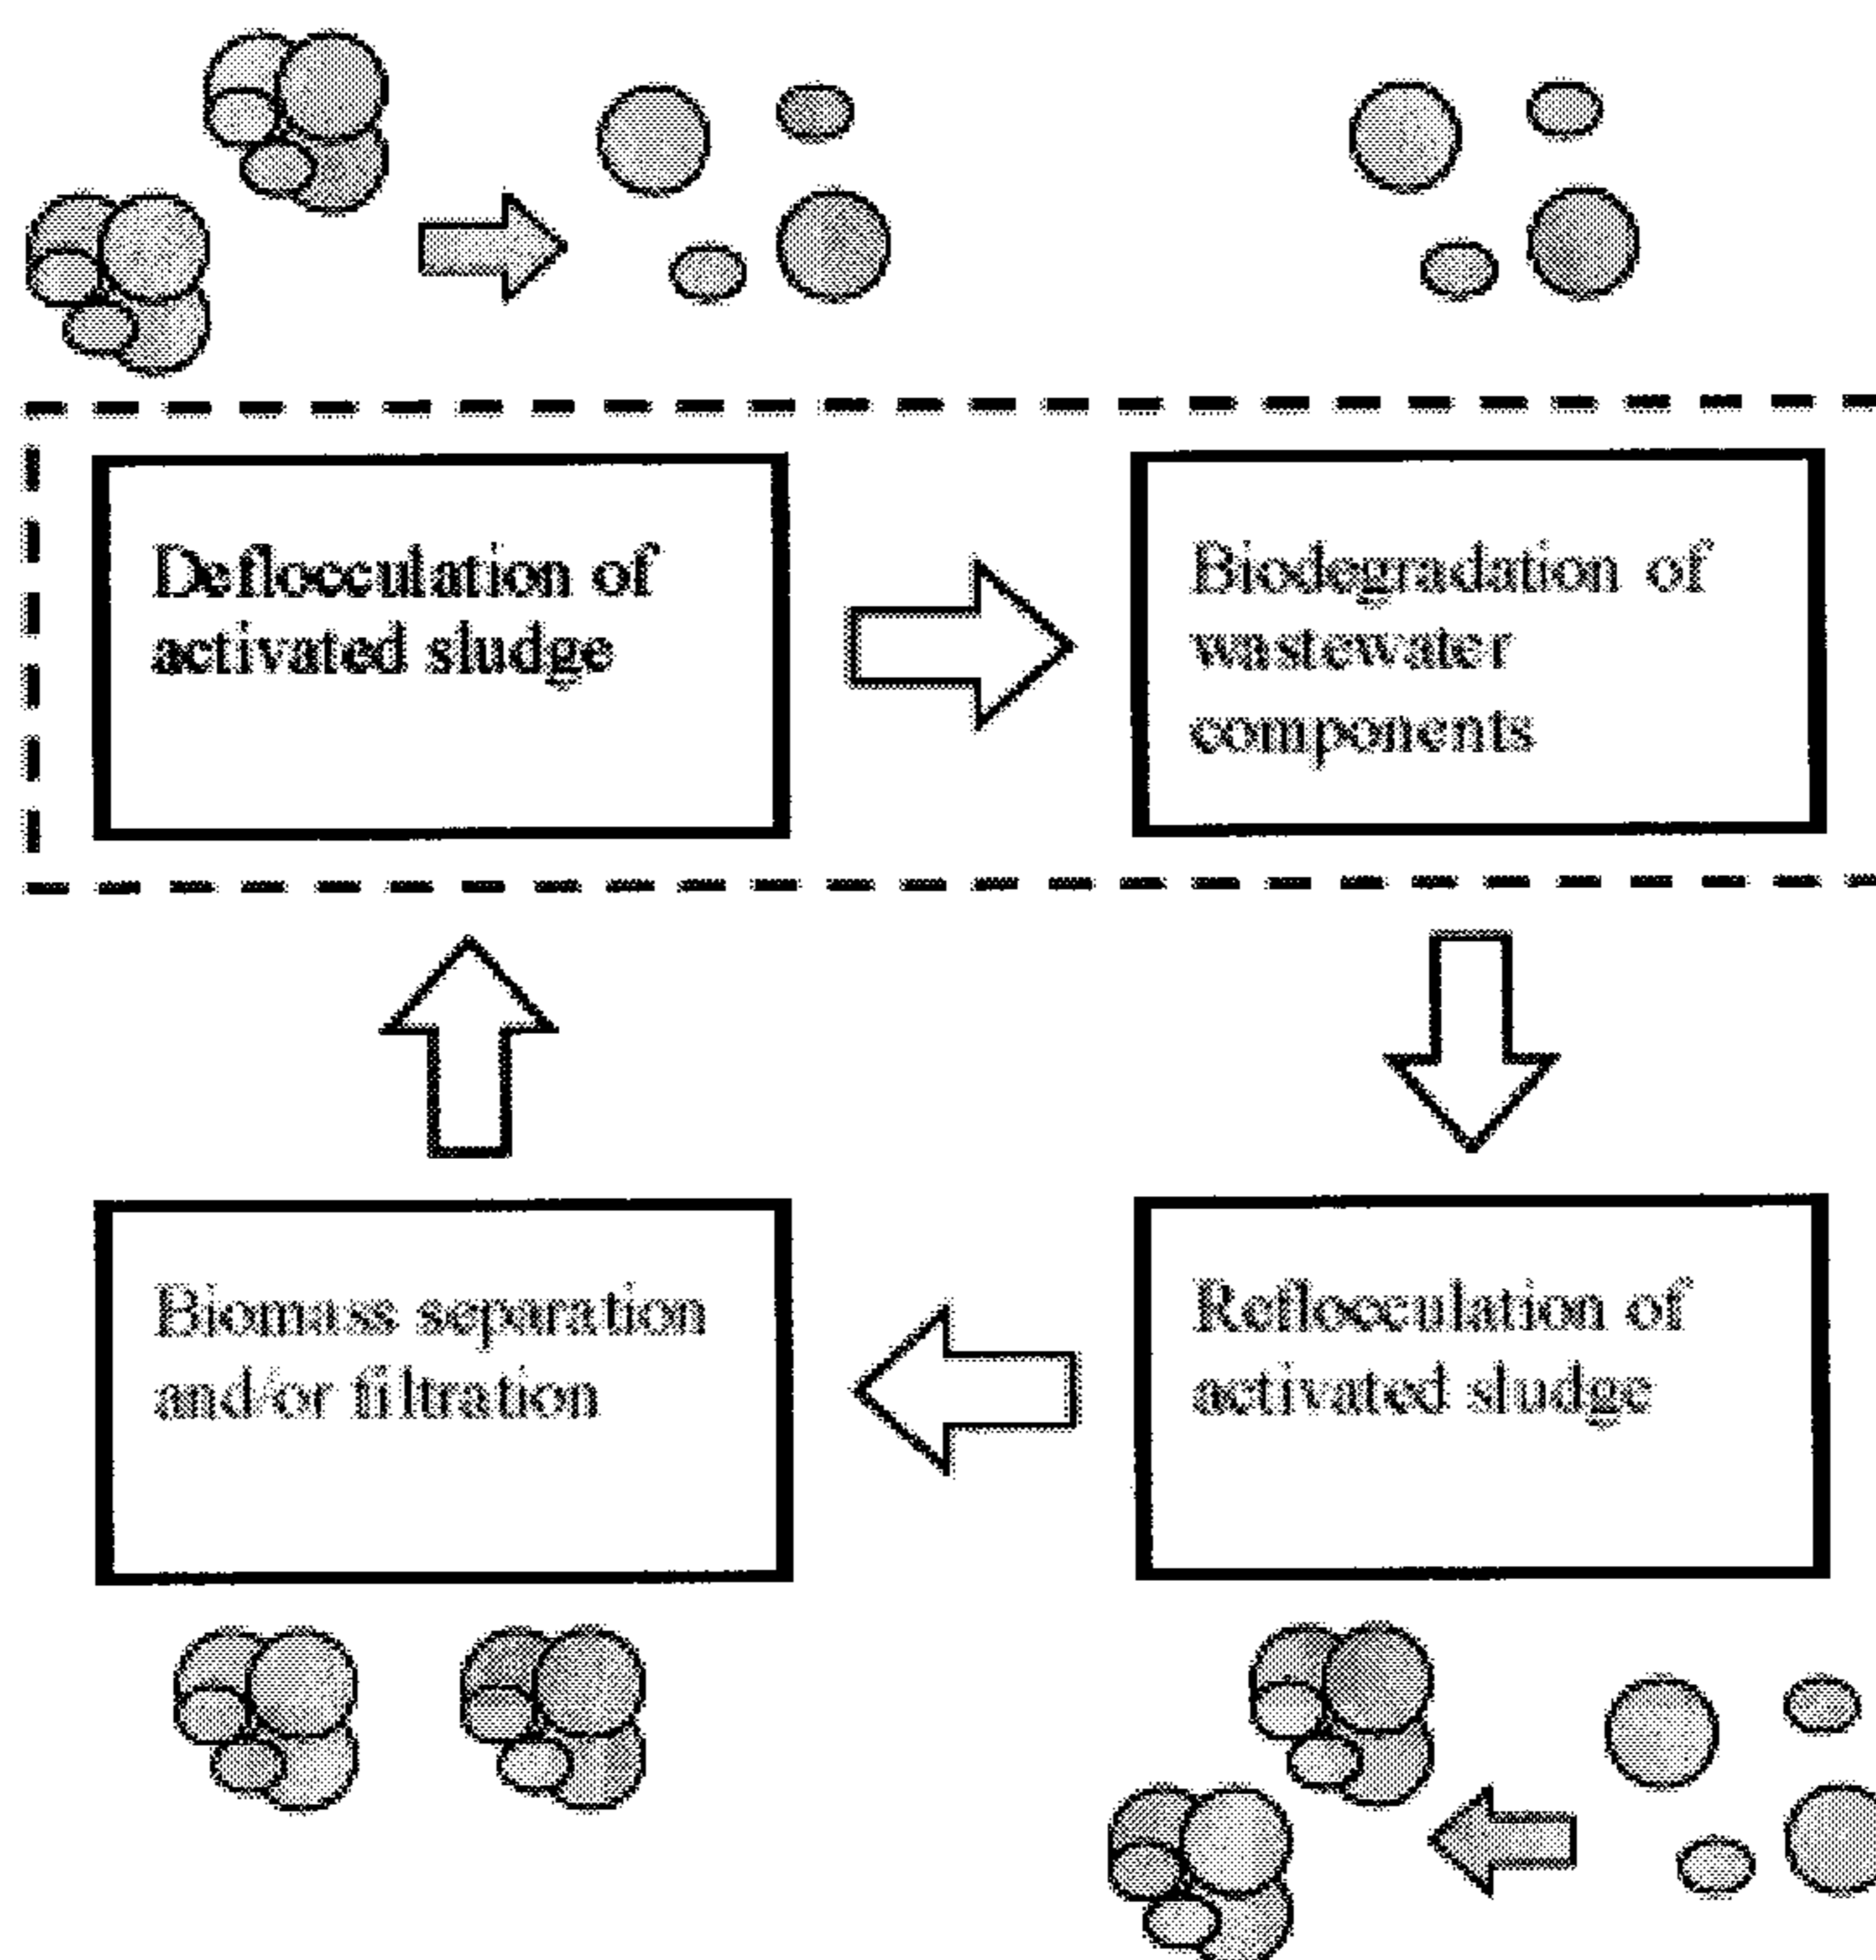 Deflocculation of
activated sludge
Biodegradation of
wastewater
components
Biomass separation
and/or filtration
Reflocculation of
activated sludge